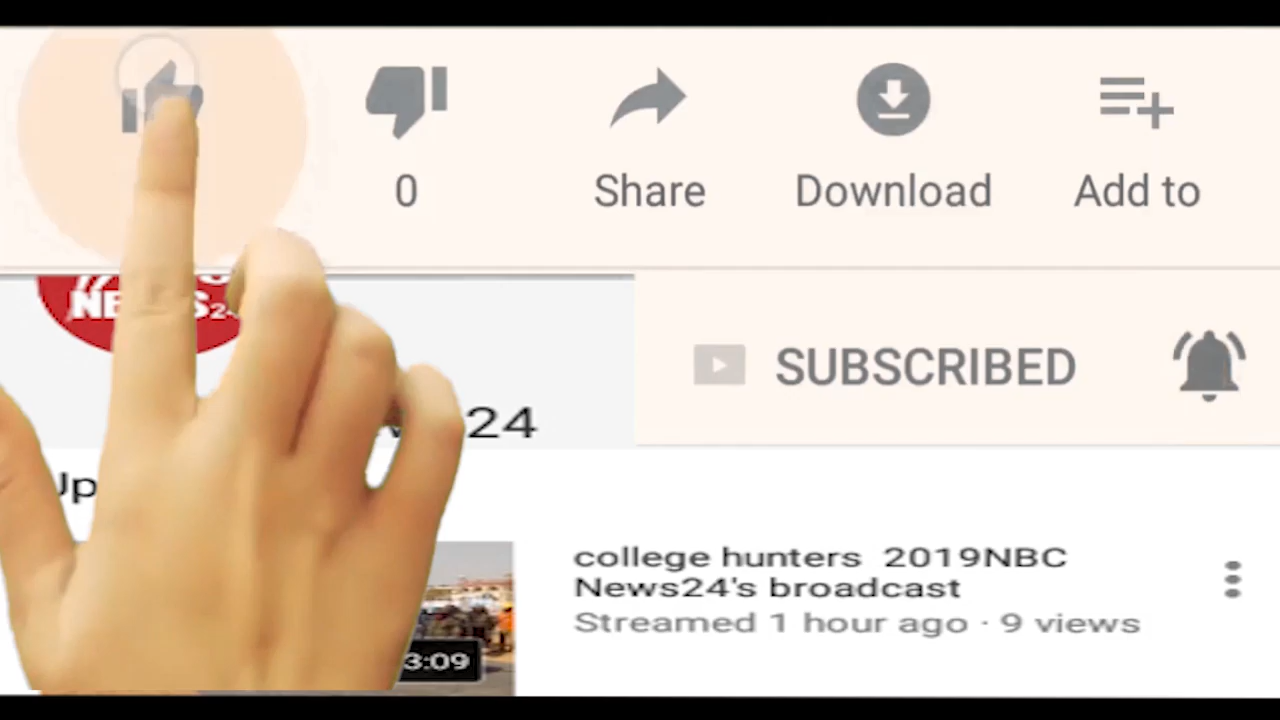 0
Share
Download
Add to
SUBSCRIBED
24
Up
college hunters 2019NBC
News24's broadcast
Streamed 1 hour ago · 9 views
3:09